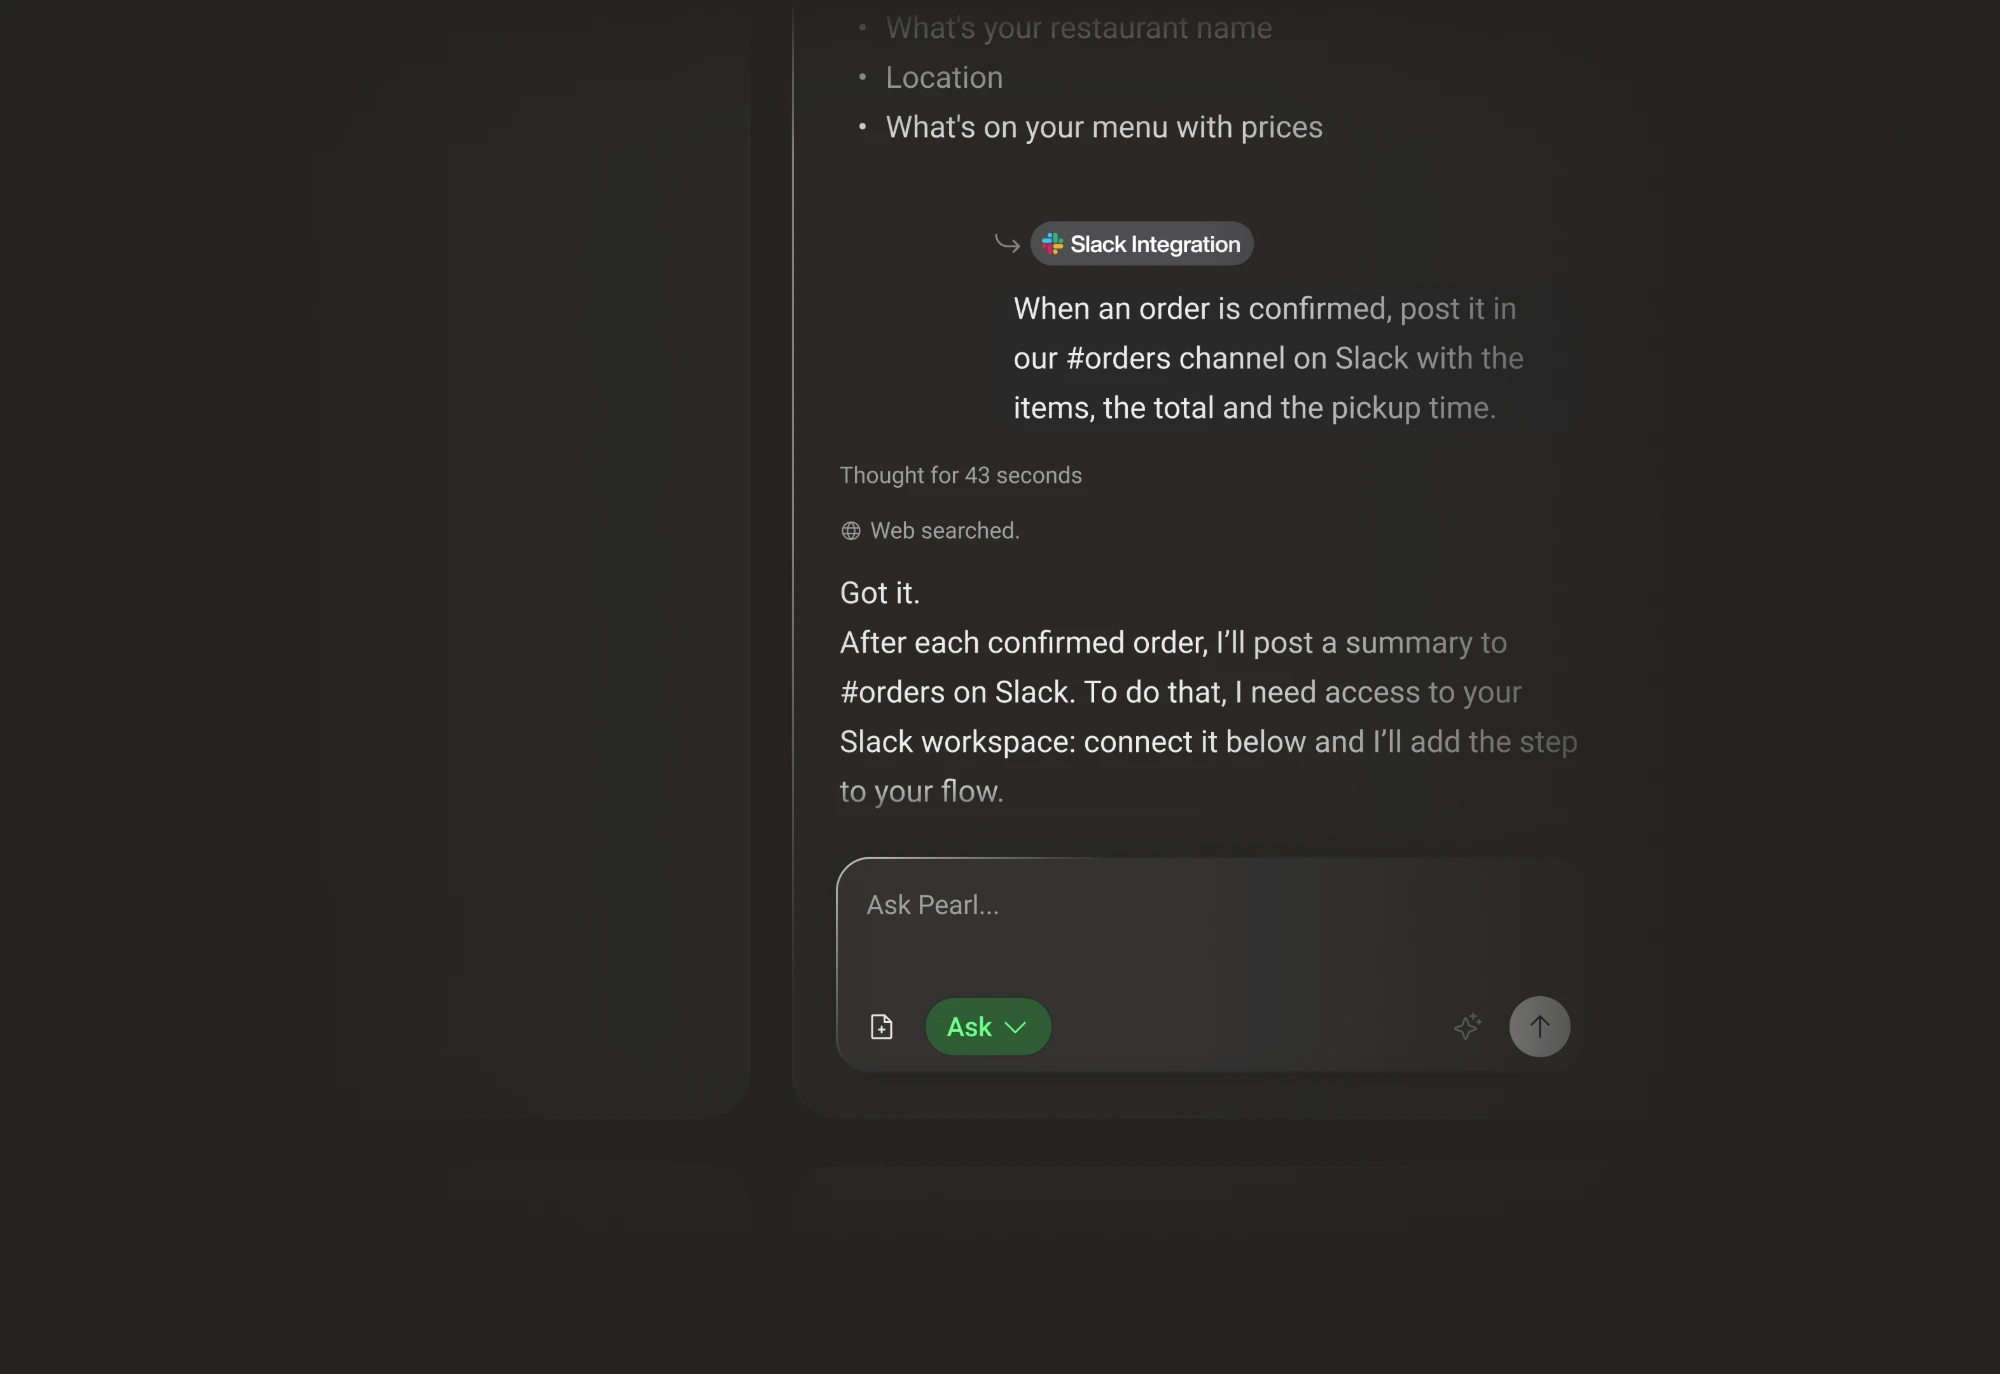 • What's your restaurant name
• Location
• What's on your menu with prices
Slack Integration
When an order is confirmed, post it in
our #orders channel on Slack with the
items, the total and the pickup time.
Thought for 43 seconds
Web searched.
Got it.
After each confirmed order, I’ll post a summary to
#orders on Slack. To do that, I need access to your
Slack workspace: connect it below and I’ll add the step
to your flow.
Ask Pearl...
Ask